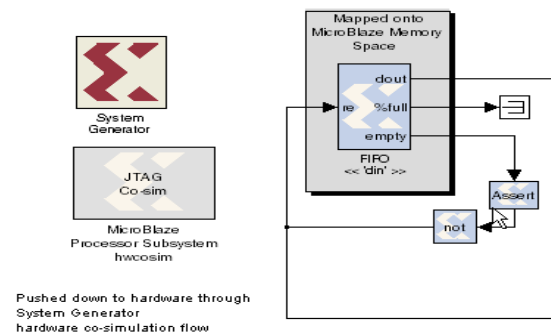 System
Generator
JTAG
Co-sim
MicroBlaze
Processor Subsystem
hwcosim
Pushed down to hardware through
System Generator
hardware co-simulation flow
Mapped onto
MicroBlaze Memory
Space
dout
re %full
empty
FIFO
<< 'din' >>
Assert
not